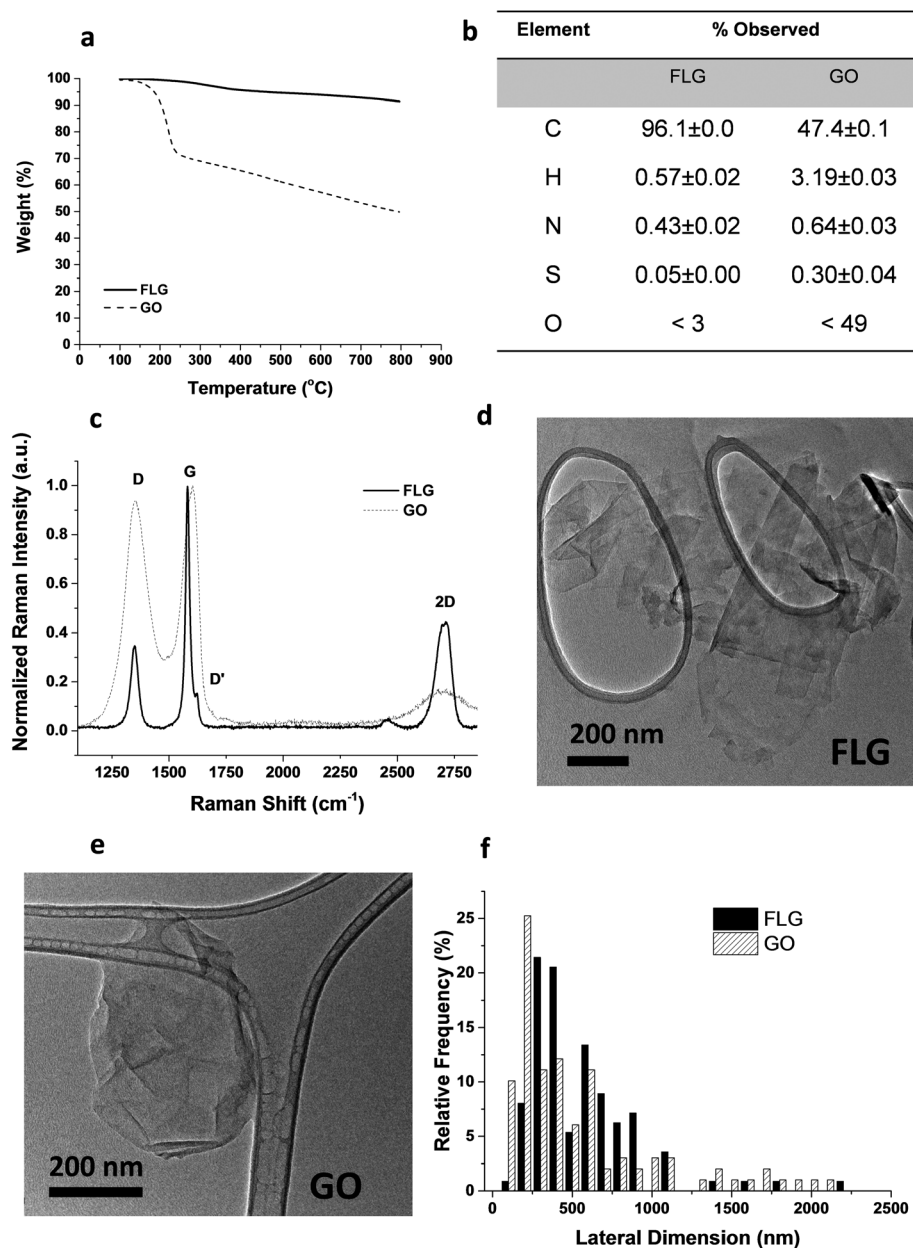 a
100
90
80
70
60
50
40
30
20
10
0
Weight (%)
FLG
GO
0 100 200 300 400 500 600 700 800 900
Temperature (°C)
b
Element % Observed
FLG GO
C 96.1±0.0 47.4±0.1
H 0.57±0.02 3.19±0.03
N 0.43±0.02 0.64±0.03
S 0.05±0.00 0.30±0.04
O < 3 < 49
c
Normalized Raman Intensity (a.u.)
1.0
0.8
0.6
0.4
0.2
0.0
D
G
D'
2D
FLG
GO
1250 1500 1750 2000 2250 2500 2750
Raman Shift (cm⁻¹)
d
200 nm
FLG
e
200 nm
GO
f
Relative Frequency (%)
25
20
15
10
5
0
FLG
GO
0 500 1000 1500 2000 2500
Lateral Dimension (nm)